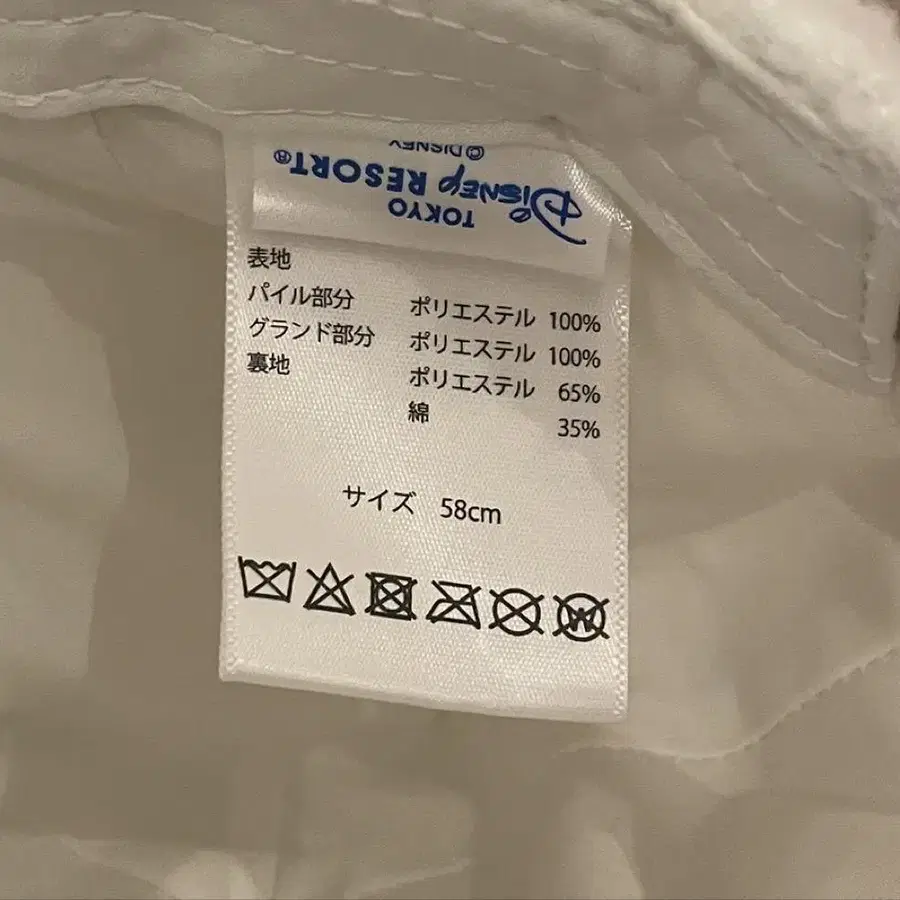 ©DISNEY
TOKYO
DISNEY RESORT®
表地
パイル部分 ポリエステル 100%
グランド部分 ポリエステル 100%
裏地 ポリエステル 65%
綿 35%
サイズ 58cm
W